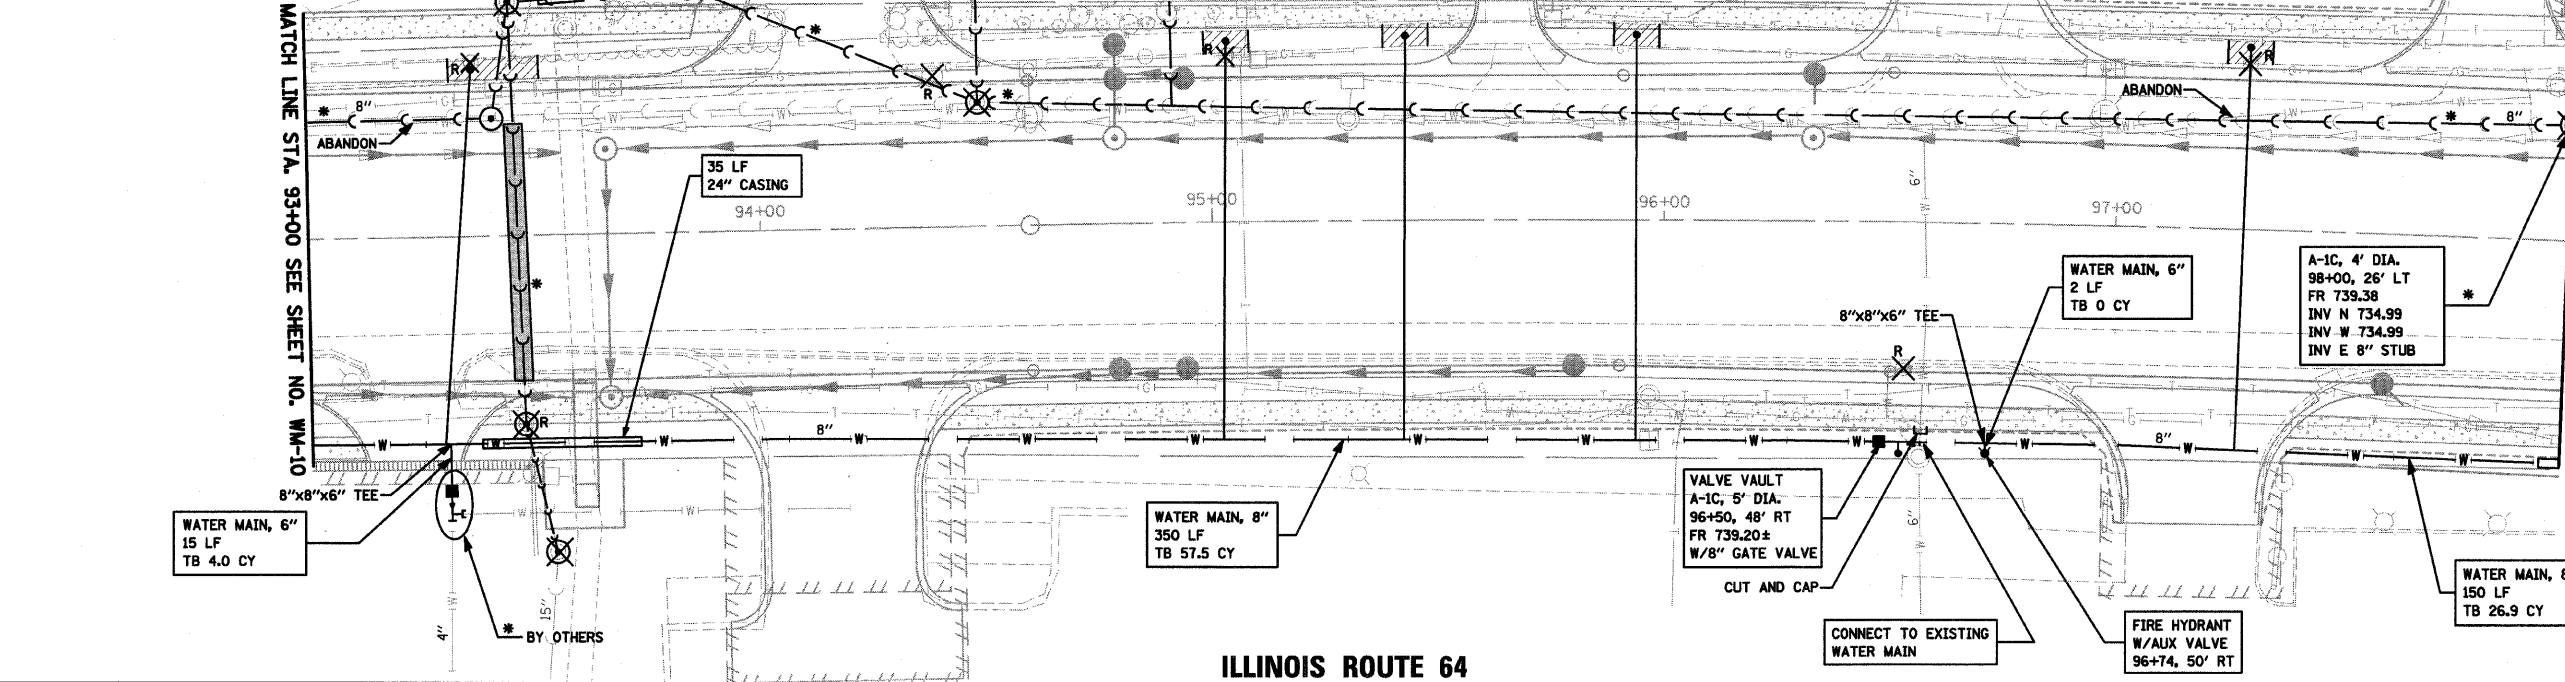 MATCH LINE STA. 93+00 SEE SHEET NO. WM-10
R
*
8"
ABANDON
*
R
*
R
R
ABANDON
*
8"
35 LF
24" CASING
94+00
95+00
96+00
97+00
6"
W
*
WATER MAIN, 6"
2 LF
TB 0 CY
A-1C, 4' DIA.
98+00, 26' LT
FR 739.38
INV N 734.99
INV W 734.99
INV E 8" STUB
*
8"x8"x6" TEE
R
R
W
W
W
8"
W
W
W
W
W
W
W
W
8"
W
W
W
8"x8"x6" TEE
WATER MAIN, 6"
15 LF
TB 4.0 CY
WATER MAIN, 8"
350 LF
TB 57.5 CY
VALVE VAULT
A-1C, 5' DIA.
96+50, 48' RT
FR 739.20±
W/8" GATE VALVE
CUT AND CAP
6"
W
WATER MAIN, 8
150 LF
TB 26.9 CY
4"
W
15"
* BY OTHERS
CONNECT TO EXISTING
WATER MAIN
FIRE HYDRANT
W/AUX VALVE
96+74, 50' RT
ILLINOIS ROUTE 64